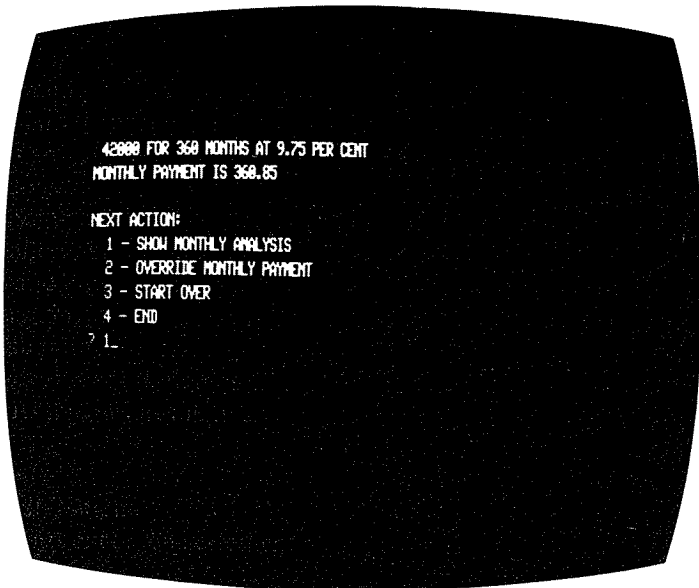 42000 FOR 360 MONTHS AT 9.75 PER CENT
MONTHLY PAYMENT IS 360.85
NEXT ACTION:
1 - SHOW MONTHLY ANALYSIS
2 - OVERRIDE MONTHLY PAYMENT
3 - START OVER
4 - END
? 1_